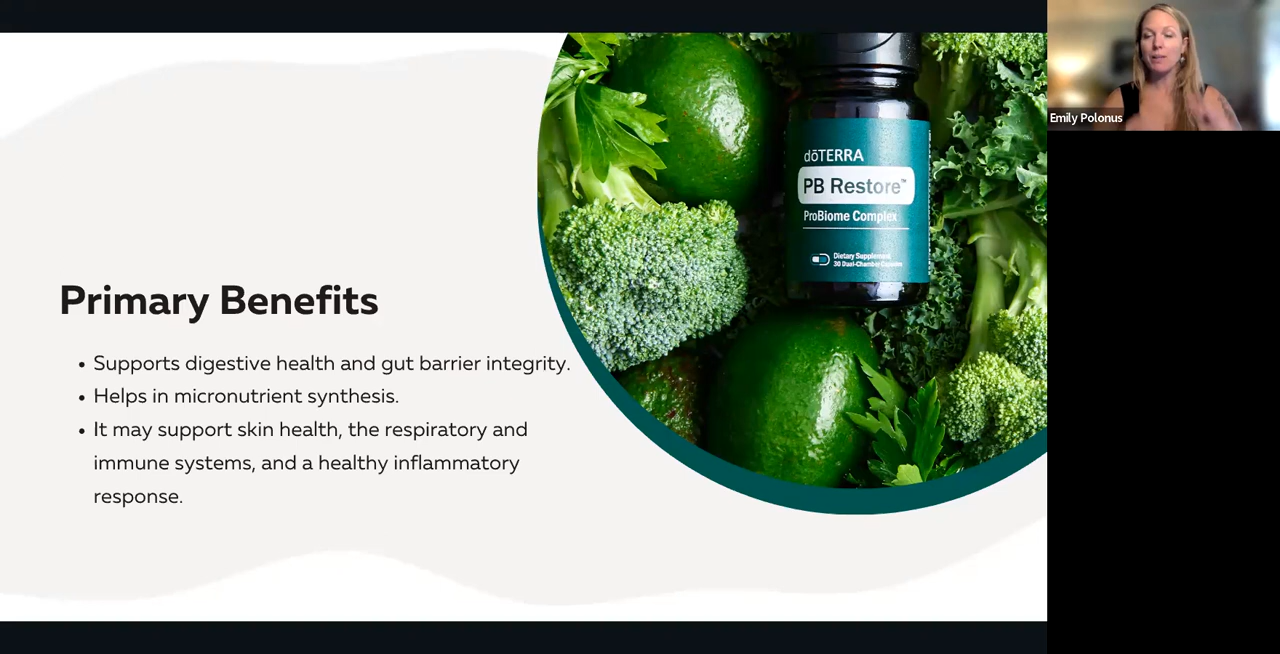 Primary Benefits
• Supports digestive health and gut barrier integrity.
• Helps in micronutrient synthesis.
• It may support skin health, the respiratory and
immune systems, and a healthy inflammatory
response.
dōTERRA
PB Restore™
ProBiome Complex
Dietary Supplement
30 Dual-Chamber Capsules
Emily Polonus